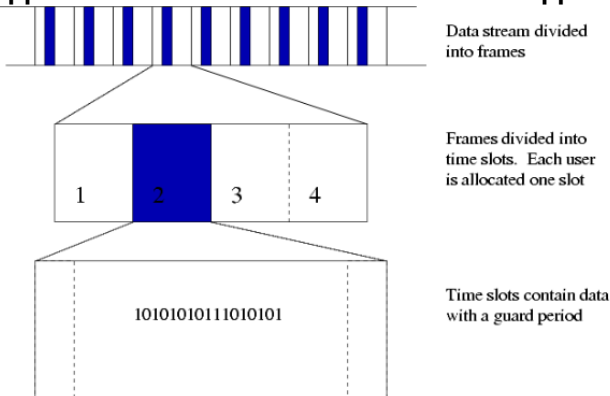 Data stream divided
into frames
Frames divided into
time slots. Each user
is allocated one slot
1 2 3 4
10101010111010101
Time slots contain data
with a guard period